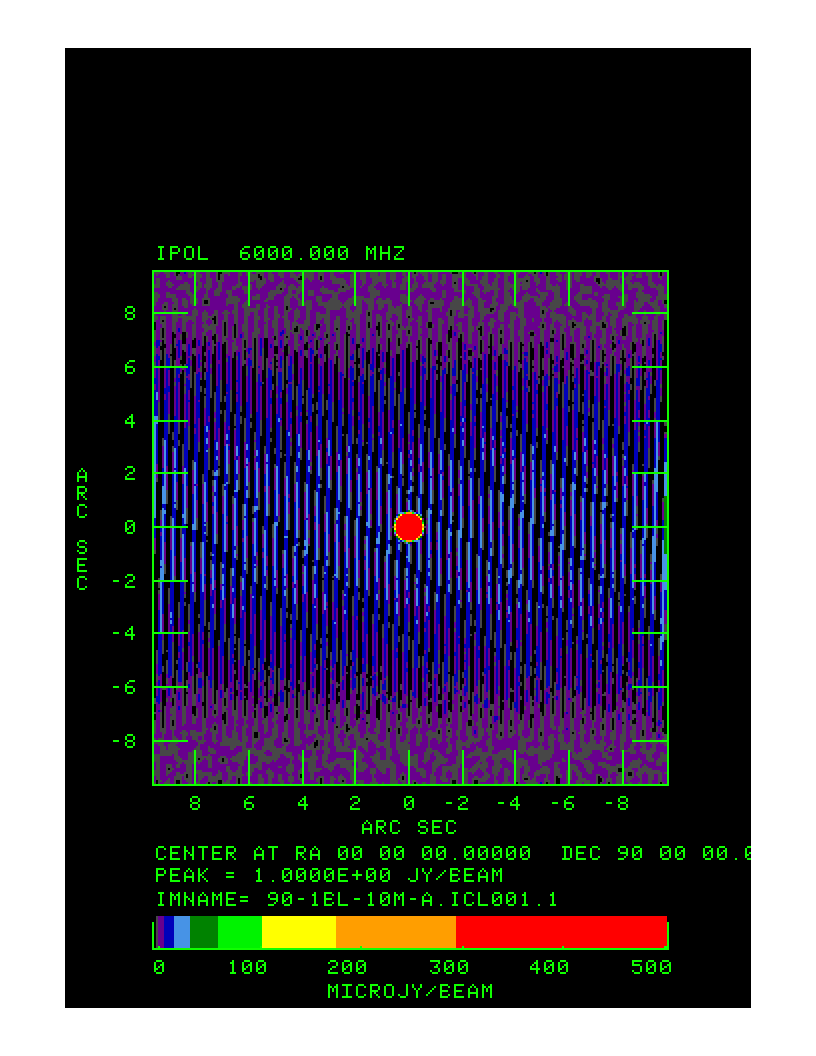 IPOL 6000.000 MHZ
8
6
4
2
0
-2
-4
-6
-8
ARC SEC
8 6 4 2 0 -2 -4 -6 -8
ARC SEC
CENTER AT RA 00 00 00.00000 DEC 90 00 00.0
PEAK = 1.0000E+00 JY/BEAM
IMNAME= 90-1BL-10M-A.ICL001.1
0 100 200 300 400 500
MICROJY/BEAM